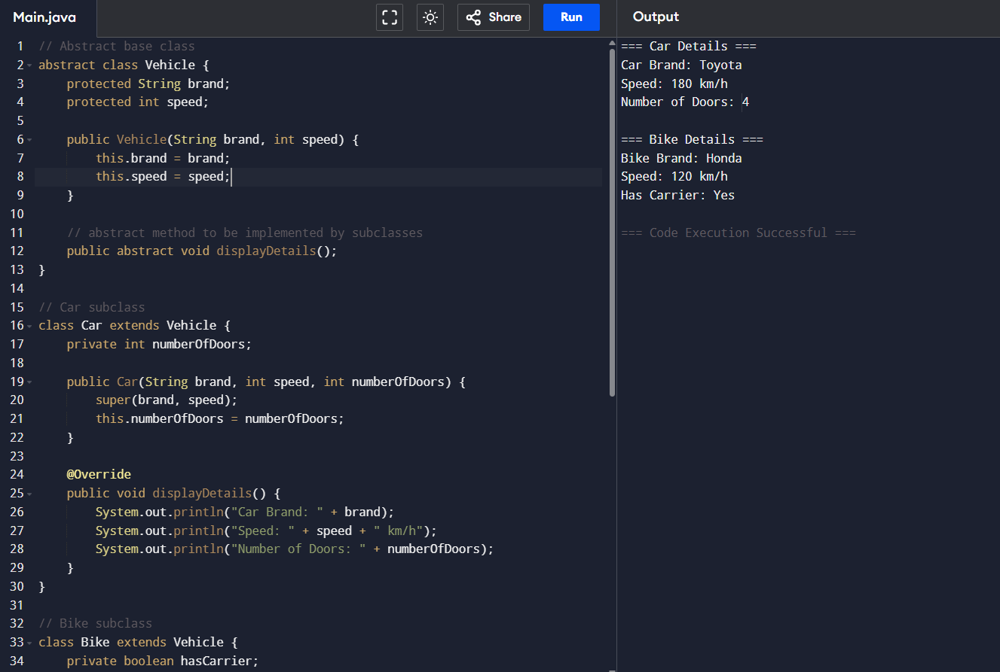 Main.java
Share
Run
Output
1 // Abstract base class
2 abstract class Vehicle {
3     protected String brand;
4     protected int speed;
5
6     public Vehicle(String brand, int speed) {
7         this.brand = brand;
8         this.speed = speed;
9     }
10
11     // abstract method to be implemented by subclasses
12     public abstract void displayDetails();
13 }
14
15 // Car subclass
16 class Car extends Vehicle {
17     private int numberOfDoors;
18
19     public Car(String brand, int speed, int numberOfDoors) {
20         super(brand, speed);
21         this.numberOfDoors = numberOfDoors;
22     }
23
24     @Override
25     public void displayDetails() {
26         System.out.println("Car Brand: " + brand);
27         System.out.println("Speed: " + speed + " km/h");
28         System.out.println("Number of Doors: " + numberOfDoors);
29     }
30 }
31
32 // Bike subclass
33 class Bike extends Vehicle {
34     private boolean hasCarrier;
=== Car Details ===
Car Brand: Toyota
Speed: 180 km/h
Number of Doors: 4

=== Bike Details ===
Bike Brand: Honda
Speed: 120 km/h
Has Carrier: Yes

=== Code Execution Successful ===